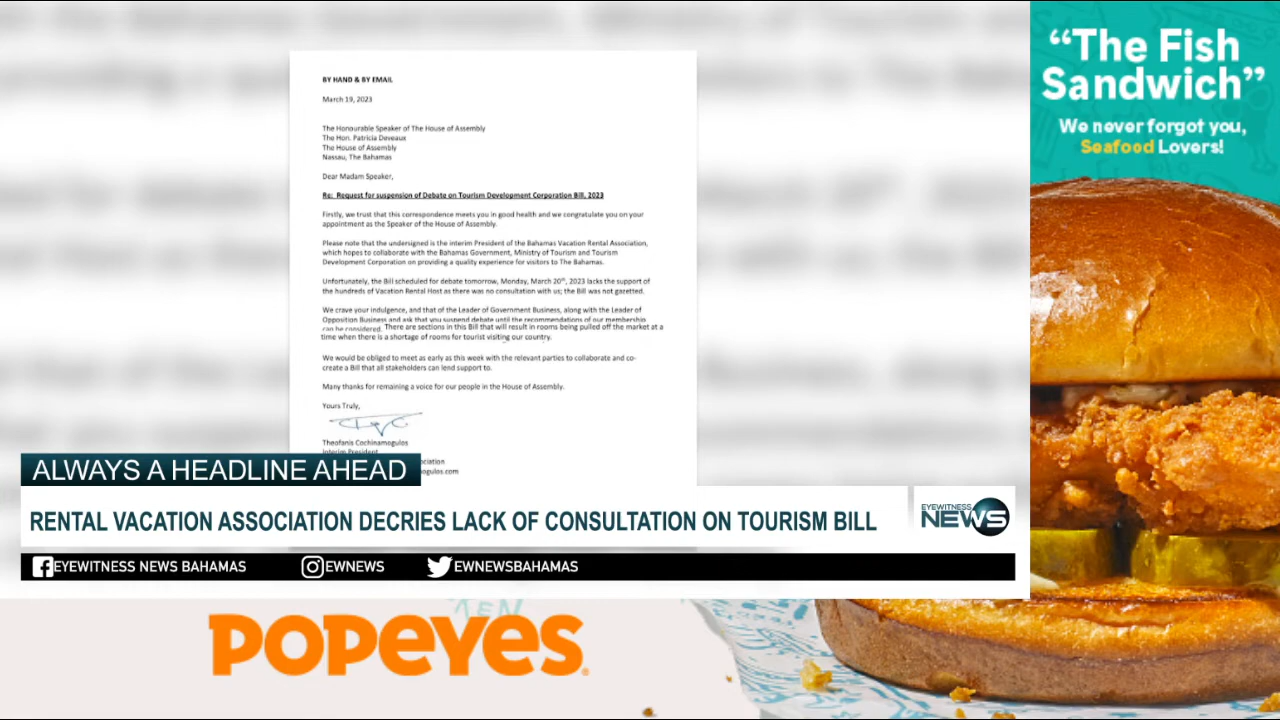 BY HAND & BY EMAIL
March 19, 2023
The Honourable Speaker of The House of Assembly
The Hon. Patricia Deveaux
The House of Assembly
Nassau, The Bahamas
Dear Madam Speaker,
Re: Request for suspension of Debate on Tourism Development Corporation Bill, 2023
Firstly, we trust that this correspondence meets you in good health and we congratulate you on your
appointment as the Speaker of the House of Assembly.
Please note that the undersigned is the interim President of the Bahamas Vacation Rental Association,
which hopes to collaborate with the Bahamas Government, Ministry of Tourism and Tourism
Development Corporation on providing a quality experience for visitors to The Bahamas.
Unfortunately, the Bill scheduled for debate tomorrow, Monday, March 20th, 2023 lacks the support of
the hundreds of Vacation Rental Host as there was no consultation with us; the Bill was not gazetted.
We crave your indulgence, and that of the Leader of Government Business, along with the Leader of
Opposition Business and ask that you suspend debate until the recommendations of our membership
can be considered. There are sections in this Bill that will result in rooms being pulled off the market at a
time when there is a shortage of rooms for tourist visiting our country.
We would be obliged to meet as early as this week with the relevant parties to collaborate and co-
create a Bill that all stakeholders can lend support to.
Many thanks for remaining a voice for our people in the House of Assembly.
Yours Truly,
Theofanis Cochinamogulos
Interim President
ociation
nogulos.com
ALWAYS A HEADLINE AHEAD
RENTAL VACATION ASSOCIATION DECRIES LACK OF CONSULTATION ON TOURISM BILL
EYEWITNESS
NEWS
EYEWITNESS NEWS BAHAMAS EWNEWS EWNEWSBAHAMAS
"The Fish
Sandwich"
We never forgot you,
Seafood Lovers!
POPEYES